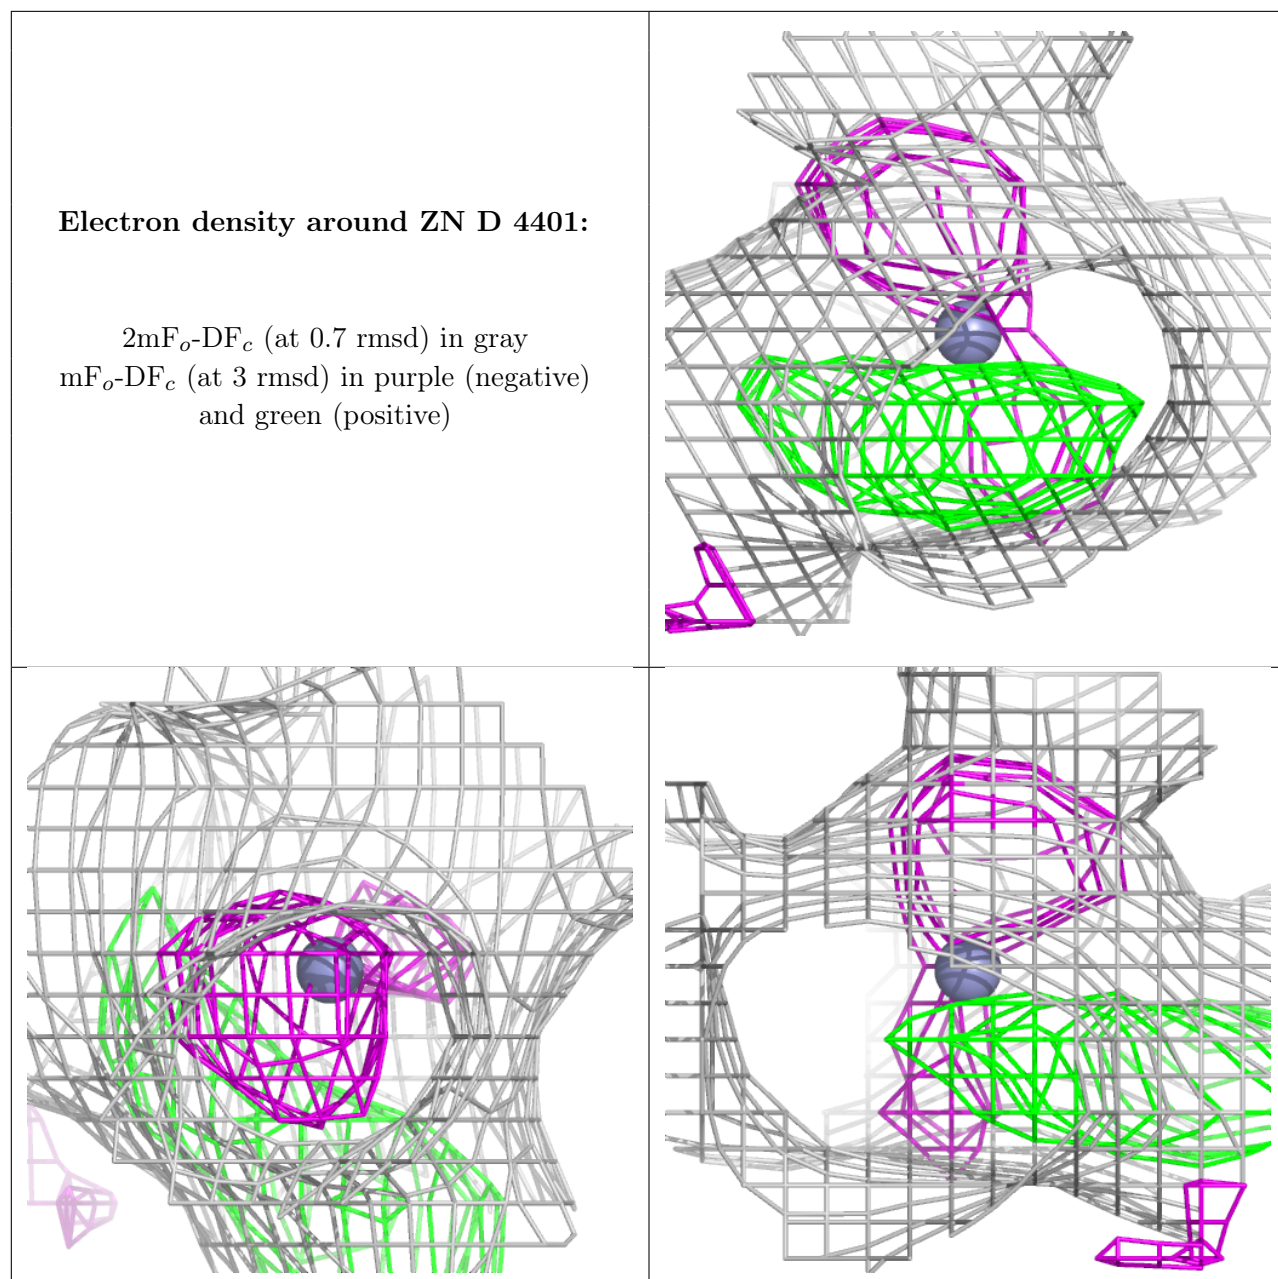 Electron density around ZN D 4401:
2mFo-DFc (at 0.7 rmsd) in gray
mFo-DFc (at 3 rmsd) in purple (negative)
and green (positive)